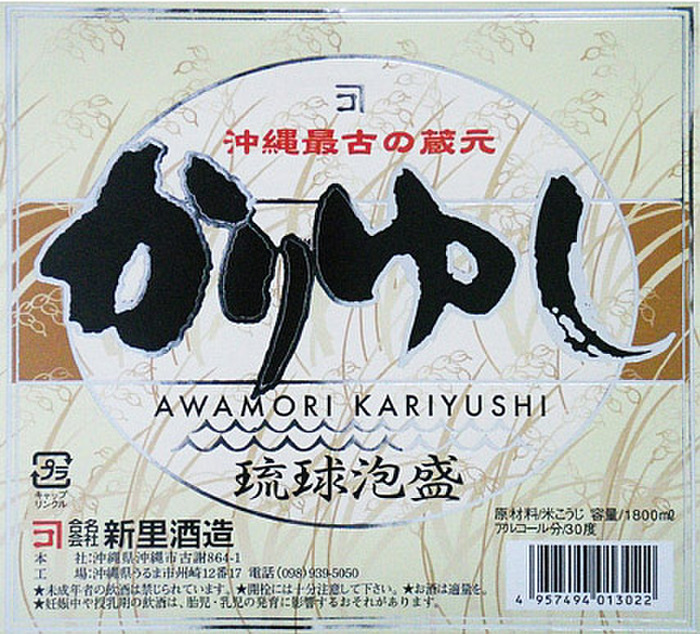 沖縄最古の蔵元
かりゆし
AWAMORI KARIYUSHI
琉球泡盛
プラ
キャップ
リンクル
合名会社 新里酒造
本　社:沖縄県沖縄市古謝864-1
工　場:沖縄県うるま市州崎12番17 電話(098)939-5050
★未成年者の飲酒は禁じられています。★開栓には十分注意して下さい。★お酒は適量を。
★妊娠中や授乳期の飲酒は、胎児・乳児の発育に影響するおそれがあります。
原材料/米こうじ 容量/1800mℓ
アルコール分/30度
4 957494 013022